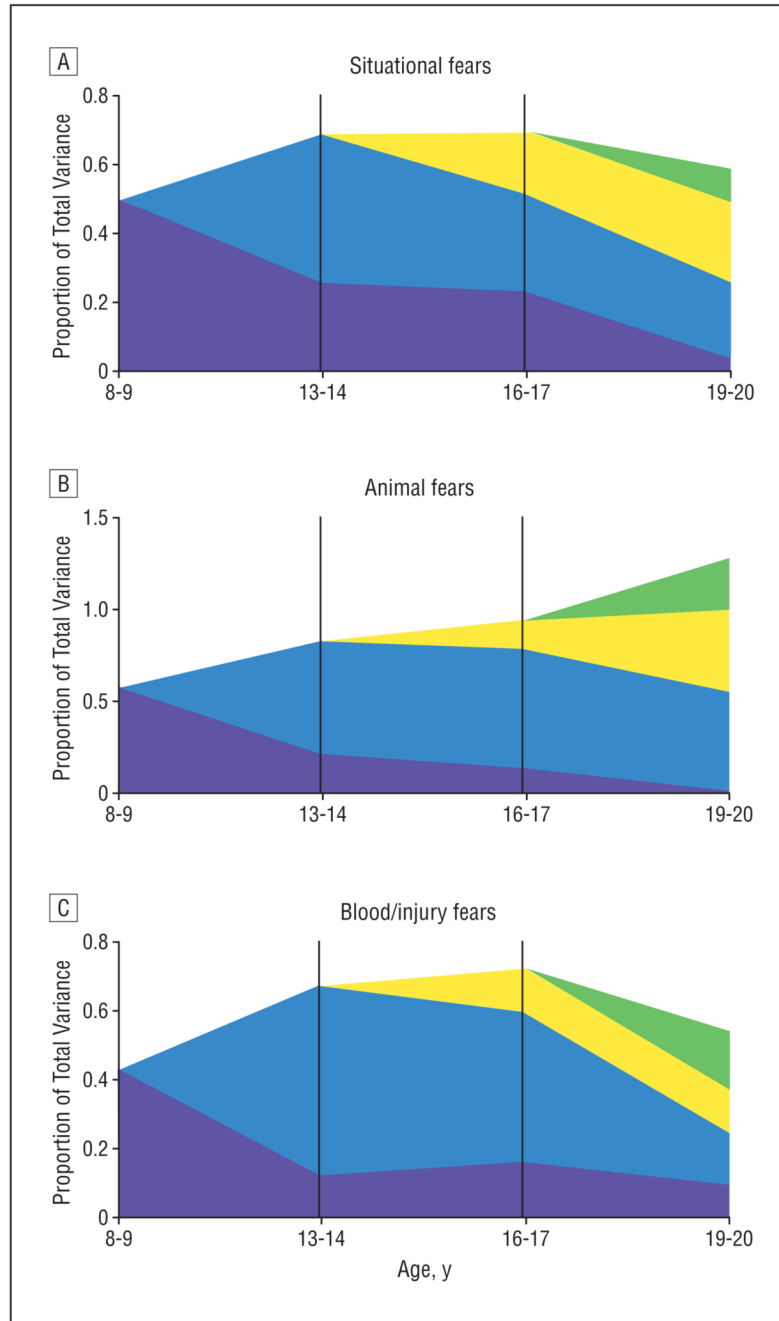 A
Situational fears
0.8
0.6
0.4
0.2
0
Proportion of Total Variance
8-9
13-14
16-17
19-20
B
Animal fears
1.5
1.0
0.5
0
Proportion of Total Variance
8-9
13-14
16-17
19-20
C
Blood/injury fears
0.8
0.6
0.4
0.2
0
Proportion of Total Variance
8-9
13-14
16-17
19-20
Age, y